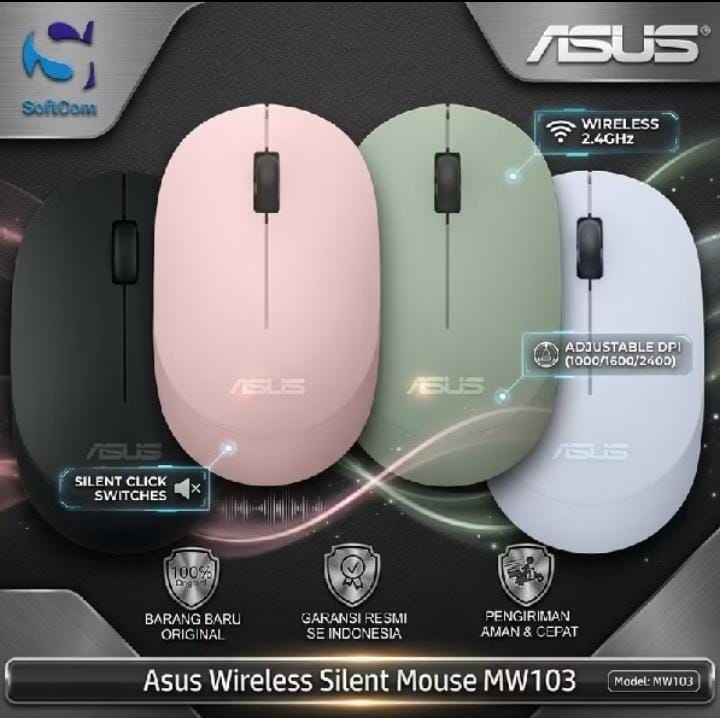 SoftCom
ASUS
WIRELESS
2.4GHz
ADJUSTABLE DPI
(1000/1600/2400)
ASUS
ASUS
ASUS
ASUS
SILENT CLICK
SWITCHES
100%
Original
BARANG BARU
ORIGINAL
GARANSI RESMI
SE INDONESIA
PENGIRIMAN
AMAN & CEPAT
Asus Wireless Silent Mouse MW103
Model: MW103